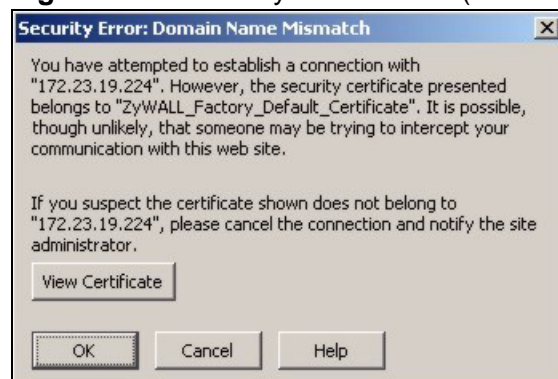 Security Error: Domain Name Mismatch
You have attempted to establish a connection with
"172.23.19.224". However, the security certificate presented
belongs to "ZyWALL_Factory_Default_Certificate". It is possible,
though unlikely, that someone may be trying to intercept your
communication with this web site.
If you suspect the certificate shown does not belong to
"172.23.19.224", please cancel the connection and notify the site
administrator.
View Certificate
OK
Cancel
Help